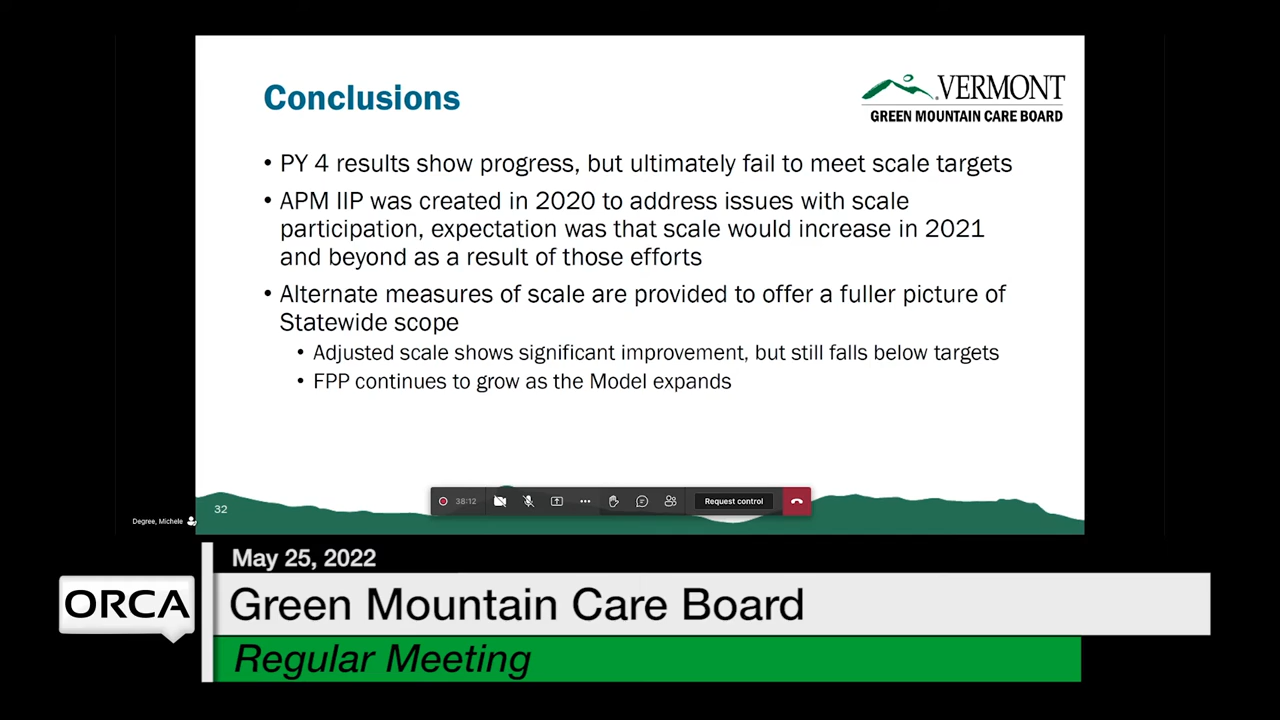 Conclusions
VERMONT
GREEN MOUNTAIN CARE BOARD
• PY 4 results show progress, but ultimately fail to meet scale targets
• APM IIP was created in 2020 to address issues with scale
participation, expectation was that scale would increase in 2021
and beyond as a result of those efforts
• Alternate measures of scale are provided to offer a fuller picture of
Statewide scope
• Adjusted scale shows significant improvement, but still falls below targets
• FPP continues to grow as the Model expands
38:12
Request control
32
Degree, Michele
May 25, 2022
ORCA
Green Mountain Care Board
Regular Meeting